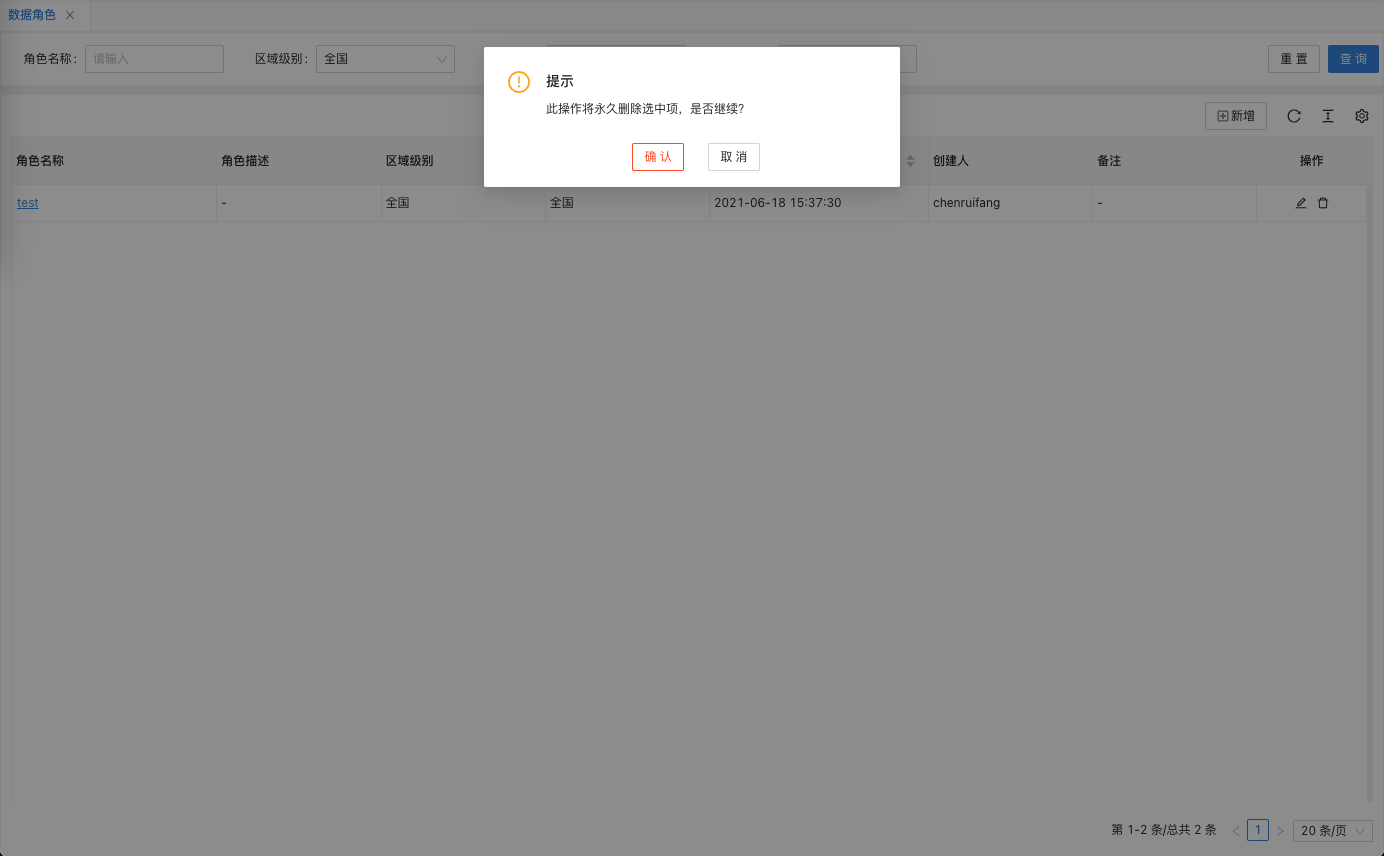 数据角色
角色名称: 请输入 区域级别: 全国 重 置 查 询
提示
此操作将永久删除选中项，是否继续?
确 认 取 消
新增
角色名称 角色描述 区域级别 创建人 备注 操作
test - 全国 全国 2021-06-18 15:37:30 chenruifang -
第 1-2 条/总共 2 条 1 20 条/页